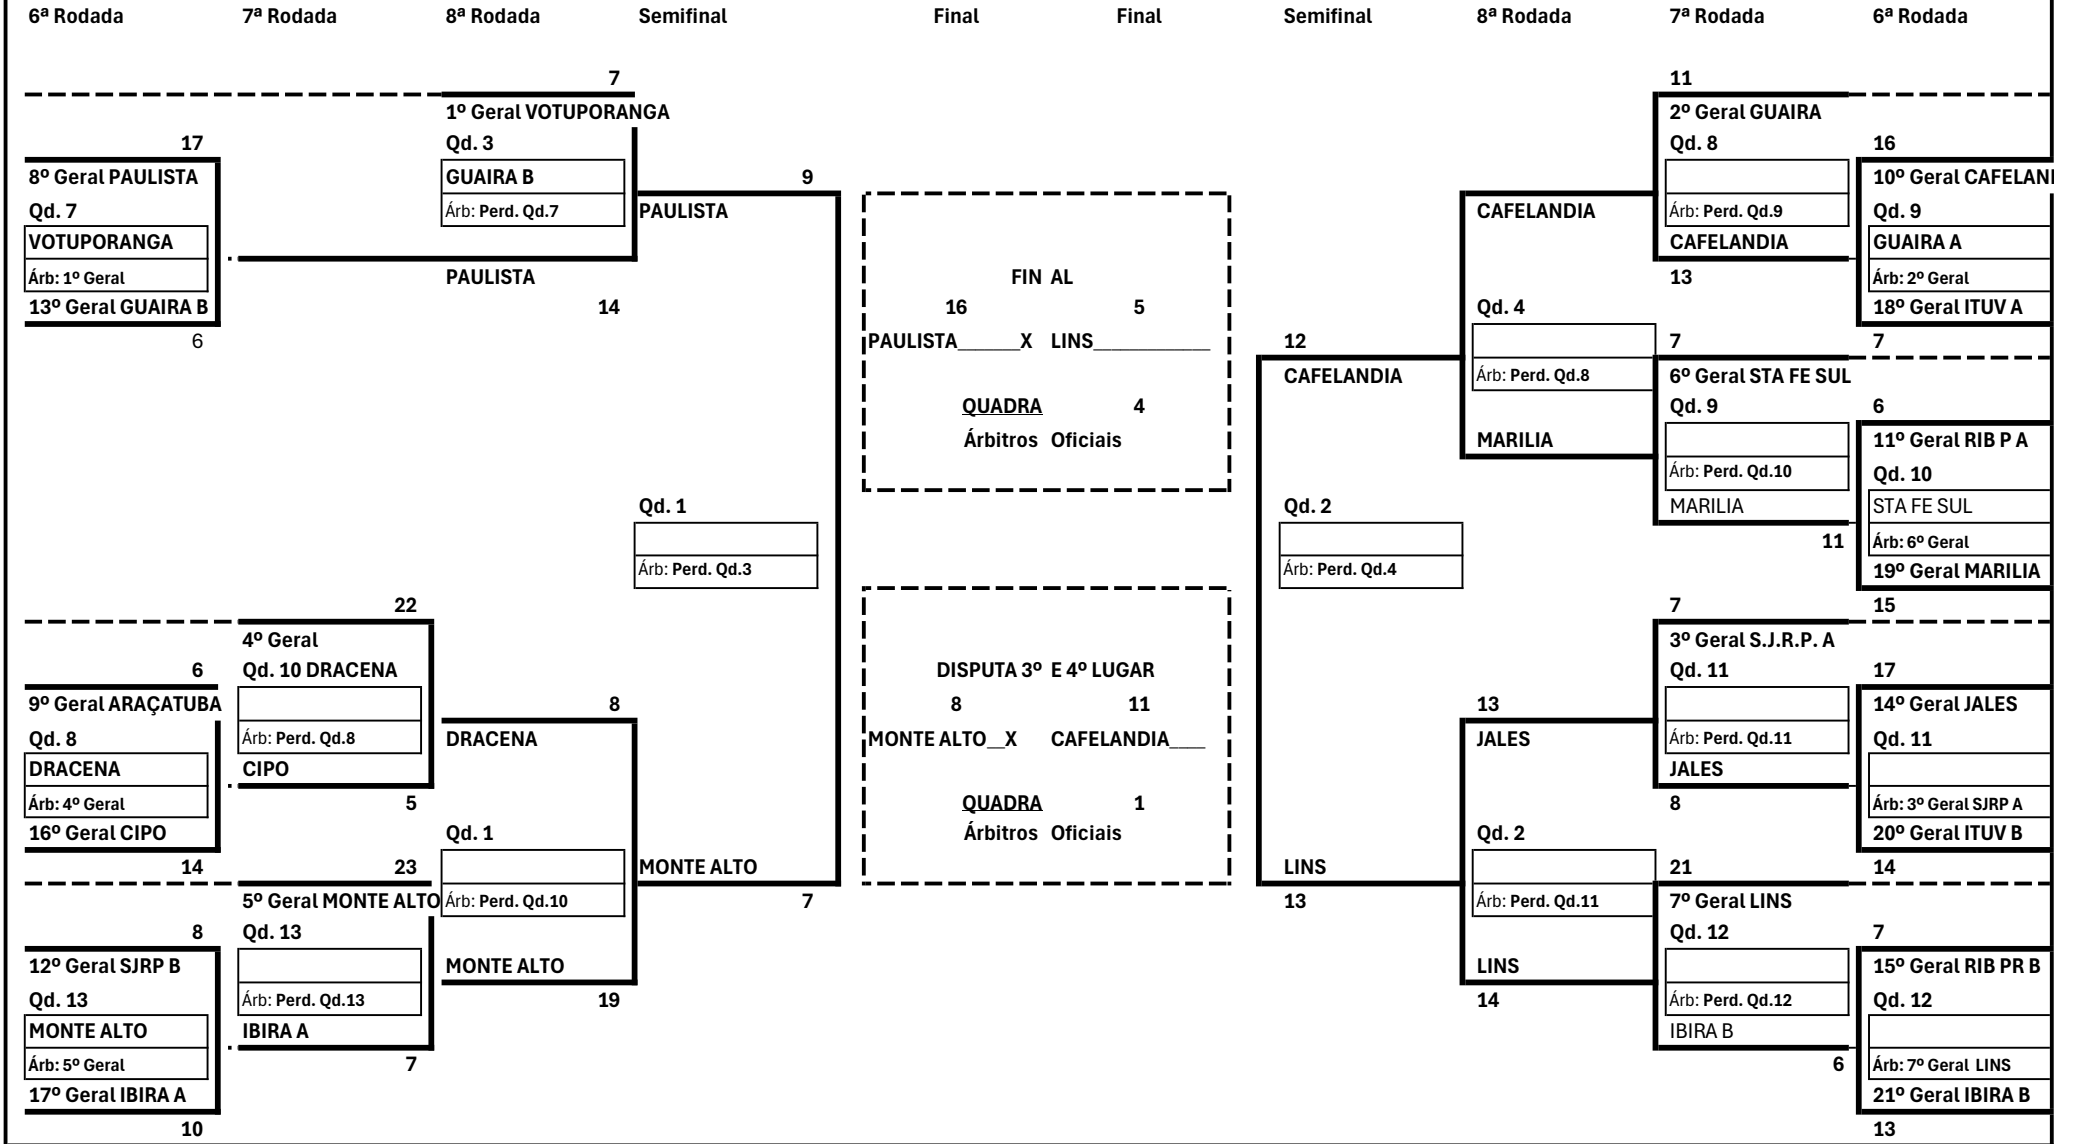 6ª Rodada 7ª Rodada 8ª Rodada Semifinal Final Final Semifinal 8ª Rodada 7ª Rodada 6ª Rodada
7 11
1º Geral VOTUPORANGA 2º Geral GUAIRA
17 Qd. 3 Qd. 8 16
8º Geral PAULISTA GUAIRA B 9 10º Geral CAFELAN
Qd. 7 Árb: Perd. Qd.7 PAULISTA CAFELANDIA Árb: Perd. Qd.9 Qd. 9
VOTUPORANGA CAFELANDIA GUAIRA A
Árb: 1º Geral PAULISTA FIN AL 13 Árb: 2º Geral
13º Geral GUAIRA B 14 16 5 Qd. 4 18º Geral ITUV A
6 PAULISTA______X LINS___________ 12 7 7
CAFELANDIA Árb: Perd. Qd.8 6º Geral STA FE SUL
QUADRA 4 Qd. 9 6
Árbitros Oficiais MARILIA 11º Geral RIB P A
Árb: Perd. Qd.10 Qd. 10
Qd. 1 Qd. 2 MARILIA STA FE SUL
11 Árb: 6º Geral
Árb: Perd. Qd.3 Árb: Perd. Qd.4 19º Geral MARILIA
22 7 15
4º Geral 3º Geral S.J.R.P. A
6 Qd. 10 DRACENA DISPUTA 3º E 4º LUGAR Qd. 11 17
9º Geral ARAÇATUBA 8 8 11 13 14º Geral JALES
Qd. 8 Árb: Perd. Qd.8 DRACENA MONTE ALTO__X CAFELANDIA___ JALES Árb: Perd. Qd.11 Qd. 11
DRACENA CIPO JALES
Árb: 4º Geral 5 QUADRA 1 8 Árb: 3º Geral SJRP A
16º Geral CIPO Qd. 1 Árbitros Oficiais Qd. 2 20º Geral ITUV B
14 23 MONTE ALTO LINS 21 14
5º Geral MONTE ALTO Árb: Perd. Qd.10 7 13 Árb: Perd. Qd.11 7º Geral LINS
8 Qd. 13 Qd. 12 7
12º Geral SJRP B MONTE ALTO LINS 15º Geral RIB PR B
Qd. 13 Árb: Perd. Qd.13 19 14 Árb: Perd. Qd.12 Qd. 12
MONTE ALTO IBIRA A IBIRA B
Árb: 5º Geral 7 6 Árb: 7º Geral LINS
17º Geral IBIRA A 21º Geral IBIRA B
10 13